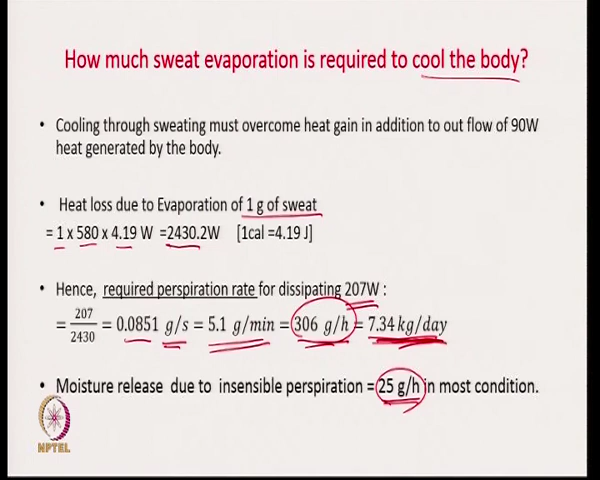 How much sweat evaporation is required to cool the body?
• Cooling through sweating must overcome heat gain in addition to out flow of 90W
heat generated by the body.
• Heat loss due to Evaporation of 1 g of sweat
= 1 x 580 x 4.19 W =2430.2W [1cal =4.19 J]
• Hence, required perspiration rate for dissipating 207W :
= 207/2430 = 0.0851 g/s = 5.1 g/min = 306 g/h = 7.34 kg/day
• Moisture release due to insensible perspiration = 25 g/h in most condition.
NPTEL